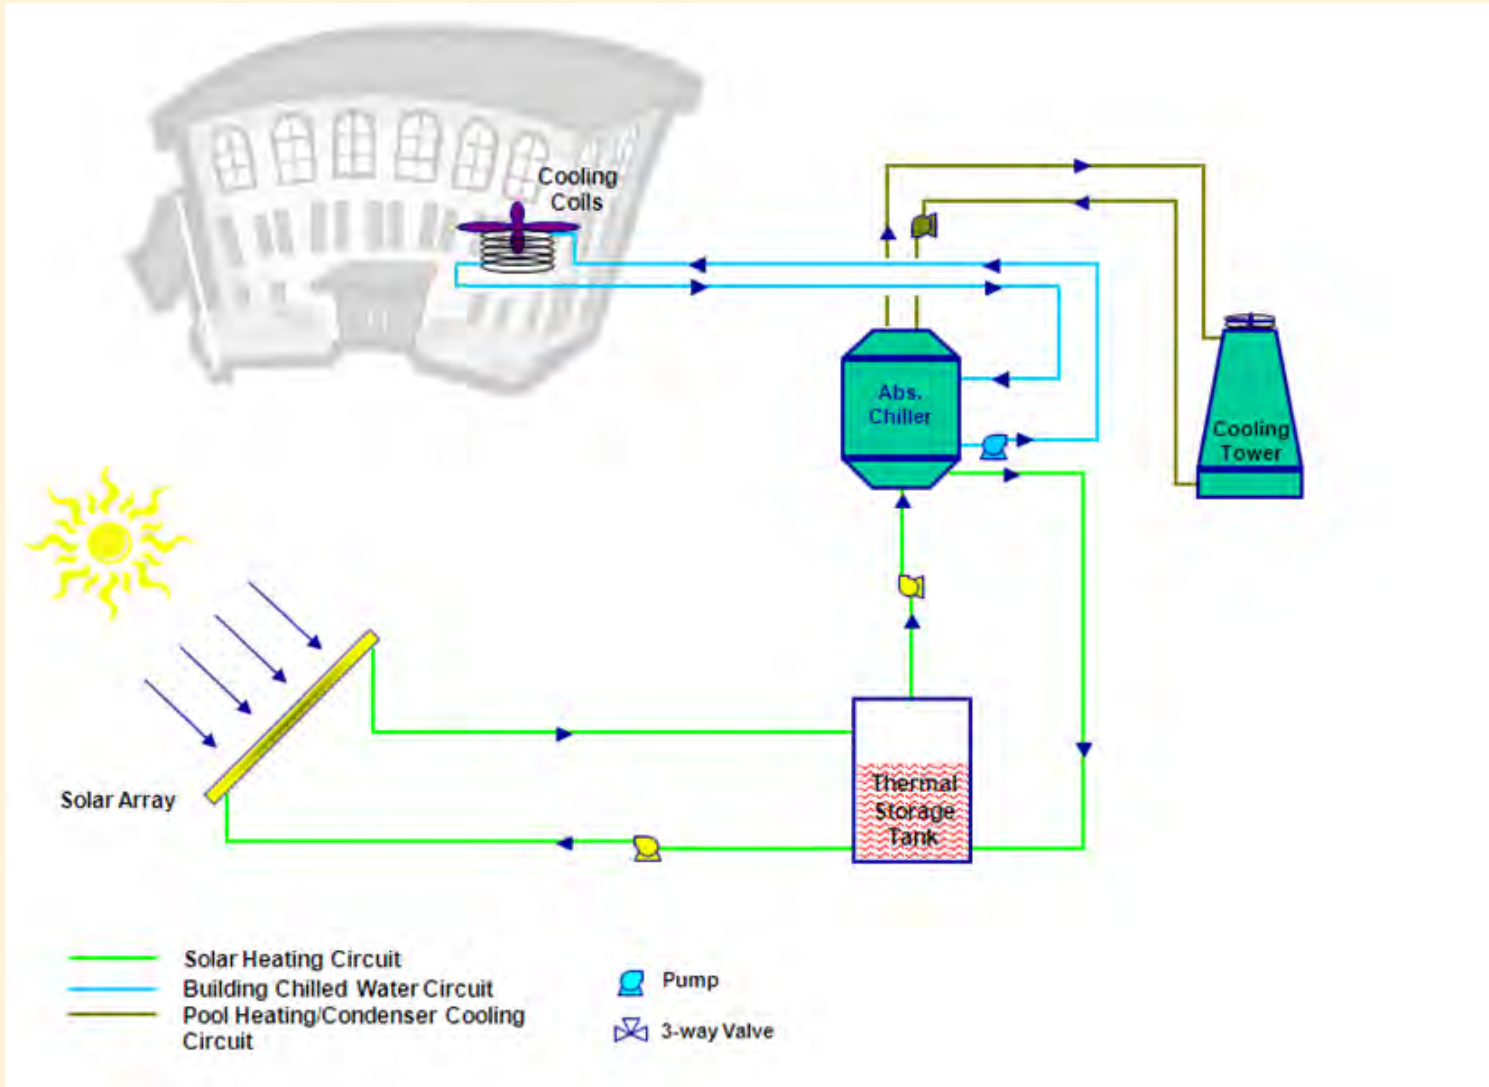 Cooling
Coils
Abs.
Chiller
Cooling
Tower
Solar Array
Thermal
Storage
Tank
Solar Heating Circuit
Building Chilled Water Circuit
Pool Heating/Condenser Cooling
Circuit
Pump
3-way Valve